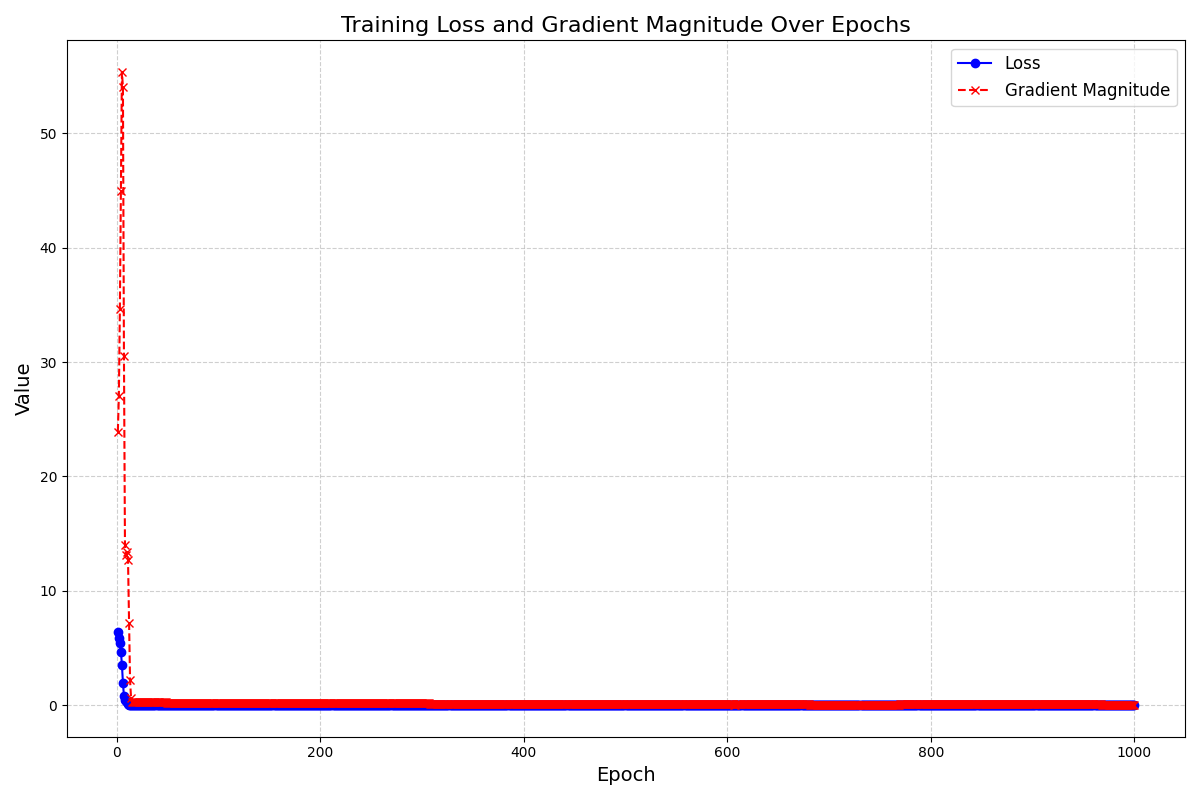 Training Loss and Gradient Magnitude Over Epochs
Loss
Gradient Magnitude
Value
50
40
30
20
10
0
0 200 400 600 800 1000
Epoch